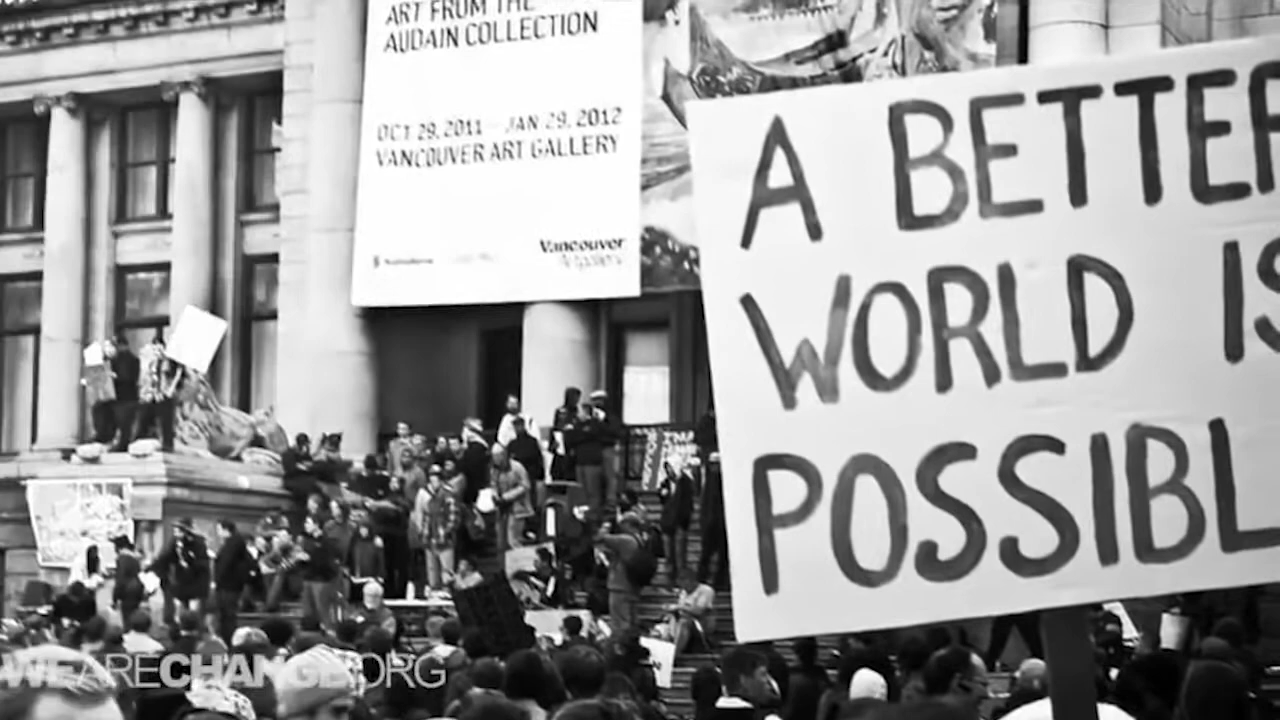 ART FROM THE
AUDAIN COLLECTION
OCT 29, 2011 – JAN 29, 2012
VANCOUVER ART GALLERY
Vancouver
Artgallery
A BETTER
WORLD IS
POSSIBL
WEARECHANGE.ORG